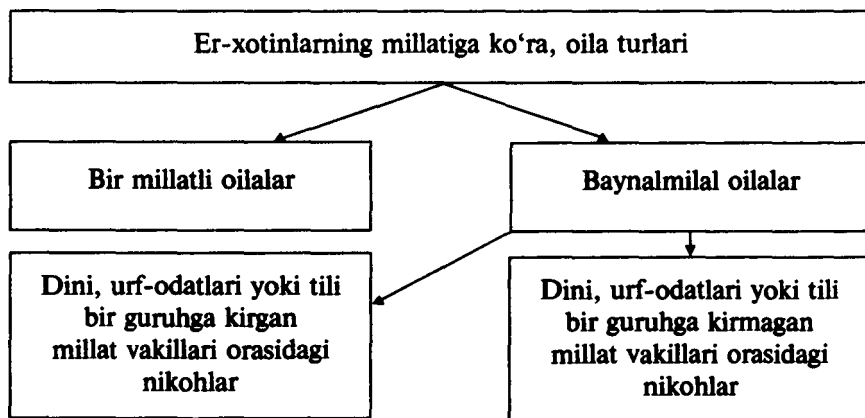 Er-xotinlarning millatiga ko‘ra, oila turlari
Bir millatli oilalar
Baynalmilal oilalar
Dini, urf-odatlari yoki tili
bir guruhga kirgan
millat vakillari orasidagi
nikohlar
Dini, urf-odatlari yoki tili
bir guruhga kirmagan
millat vakillari orasidagi
nikohlar